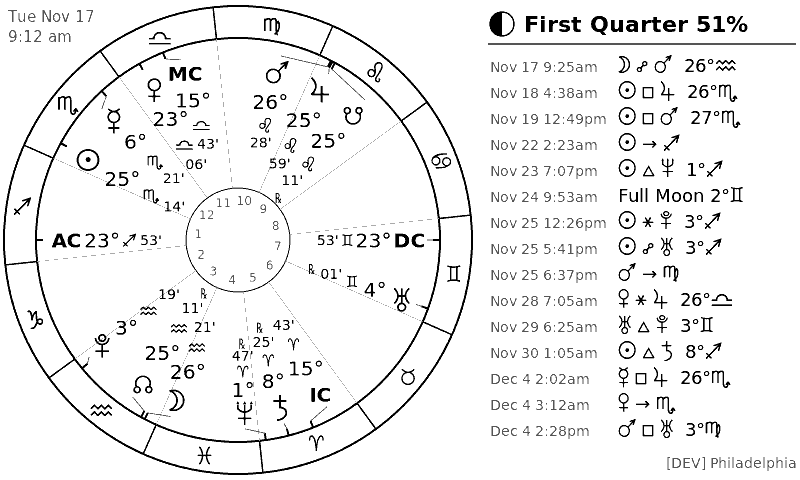 Tue Nov 17
9:12 am
First Quarter 51%
Nov 17 9:25am ☽ ☍ ♂ 26°♒
Nov 18 4:38am ☉ □ ♃ 26°♏
Nov 19 12:49pm ☉ □ ♂ 27°♏
Nov 22 2:23am ☉ → ♐
Nov 23 7:07pm ☉ △ ♆ 1°♐
Nov 24 9:53am Full Moon 2°♊
Nov 25 12:26pm ☉ ⚹ ⯓ 3°♐
Nov 25 5:41pm ☉ ☍ ♅ 3°♐
Nov 25 6:37pm ♂ → ♍
Nov 28 7:05am ♀ ⚹ ♃ 26°♎
Nov 29 6:25am ♅ △ ⯓ 3°♊
Nov 30 1:05am ☉ △ ♄ 8°♐
Dec 4 2:02am ☿ □ ♃ 26°♏
Dec 4 3:12am ♀ → ♏
Dec 4 2:28pm ♂ □ ♅ 3°♍
[DEV] Philadelphia
MC 15° ♎ 43'
♀ 23° ♎ 06'
☿ 6° ♏ 21'
☉ 25° ♏ 14'
♂ 26° ♌ 28'
♃ 25° ♌ 59'
☋ 25° ♌ 11' ℞
AC 23° ♐ 53'
53' ♊ 23° DC
℞ 01' ♊ 4° ♅
⯓ 3° ♒ 19'
☊ 25° ♒ 11' ℞
☽ 26° ♒ 21'
♆ 1° ♈ 47' ℞
♄ 8° ♈ 25' ℞
IC 15° ♈ 43'
♈
♉
♊
♋
♌
♍
♎
♏
♐
♑
♒
♓
1
2
3
4
5
6
7
8
9
10
11
12